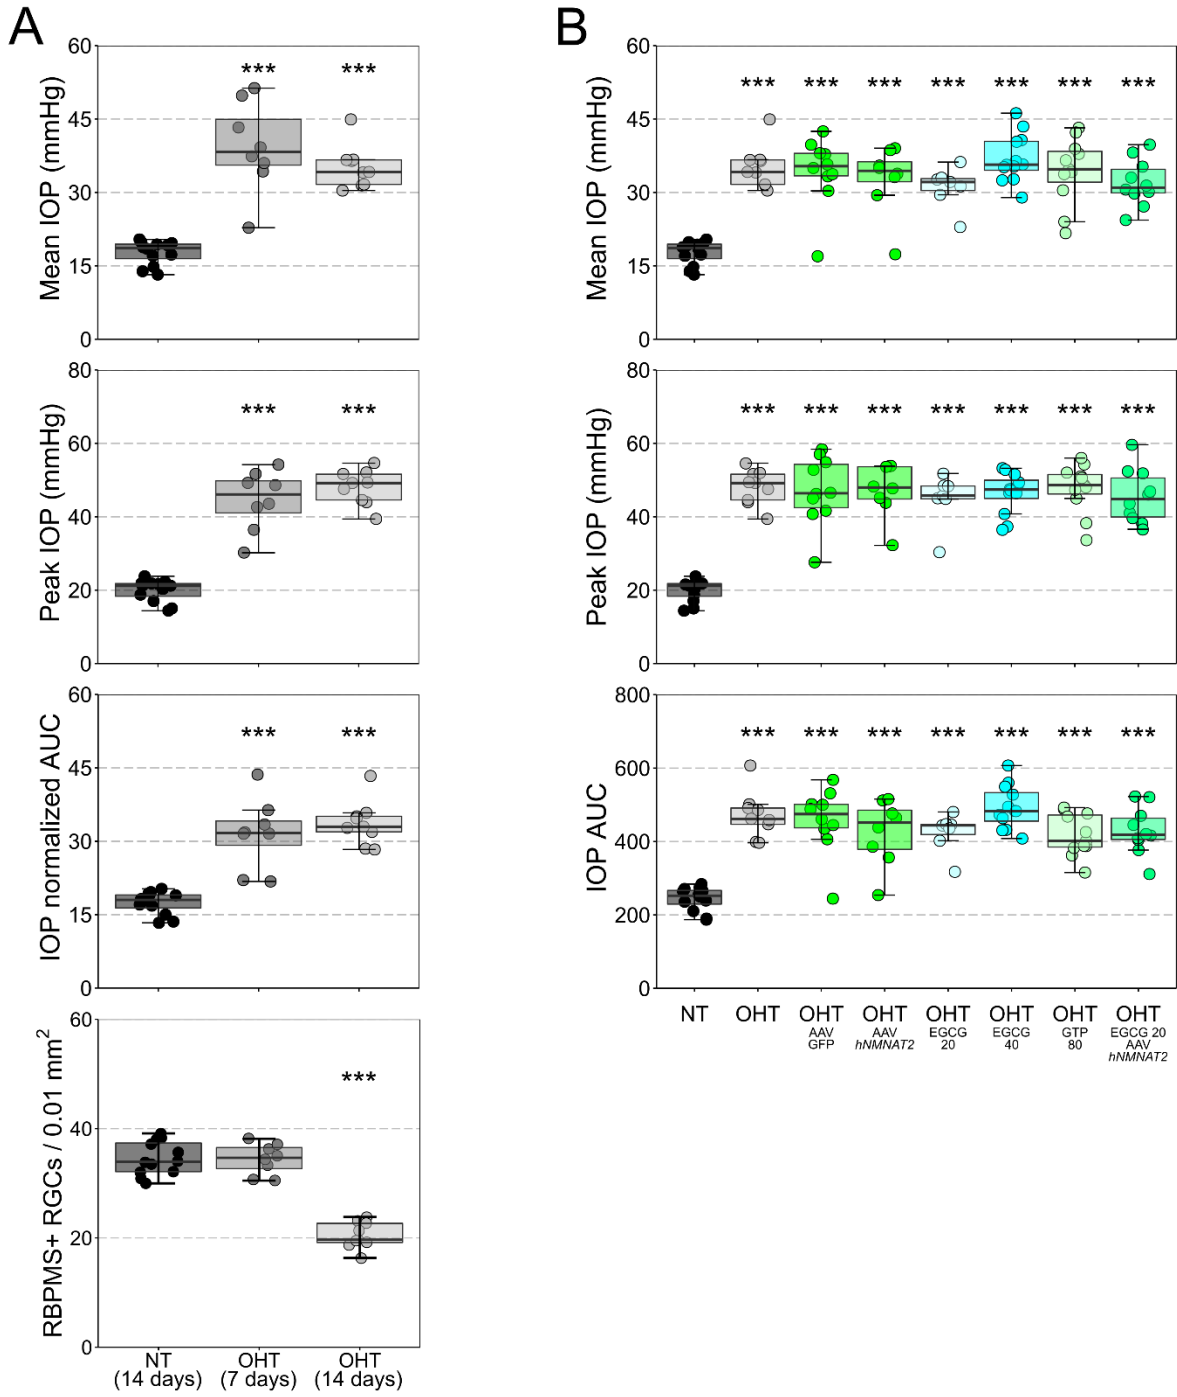 A
Mean IOP (mmHg)
60
45
30
15
0
*** ***
Peak IOP (mmHg)
80
60
40
20
0
*** ***
IOP normalized AUC
60
45
30
15
0
*** ***
RBPMS+ RGCs / 0.01 mm²
60
40
20
0
***
NT OHT OHT
(14 days) (7 days) (14 days)
B
Mean IOP (mmHg)
60
45
30
15
0
*** *** *** *** *** *** ***
Peak IOP (mmHg)
80
60
40
20
0
*** *** *** *** *** *** ***
IOP AUC
800
600
400
200
0
*** *** *** *** *** *** ***
NT OHT OHT OHT OHT OHT OHT OHT
AAV AAV EGCG EGCG GTP EGCG 20
GFP hNMNAT2 20 40 80 AAV
hNMNAT2